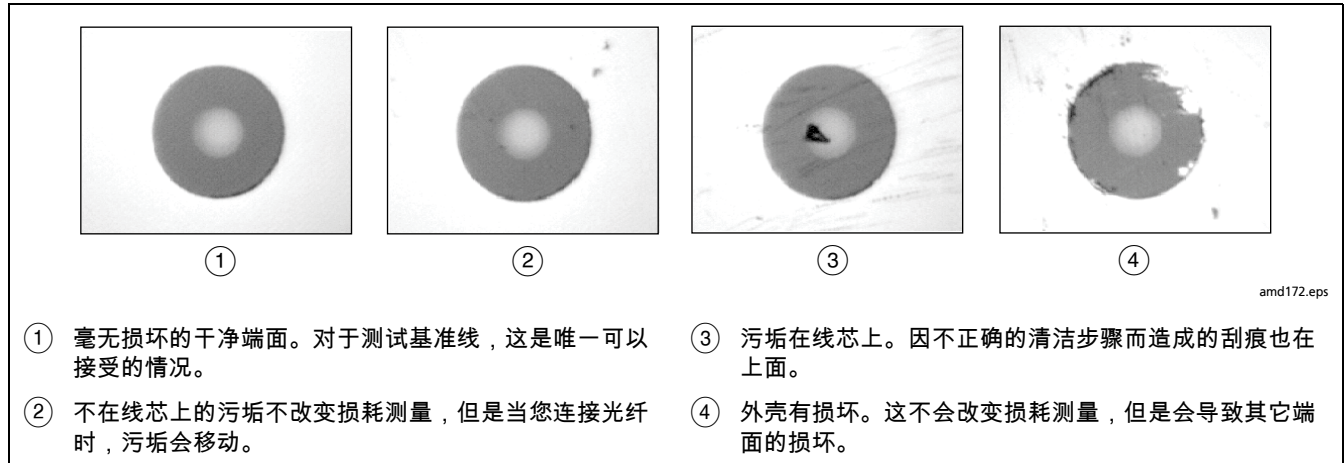 ①
②
③
④
amd172.eps
① 毫无损坏的干净端面。对于测试基准线，这是唯一可以
接受的情况。
② 不在线芯上的污垢不改变损耗测量，但是当您连接光纤
时，污垢会移动。
③ 污垢在线芯上。因不正确的清洁步骤而造成的刮痕也在
上面。
④ 外壳有损坏。这不会改变损耗测量，但是会导致其它端
面的损坏。